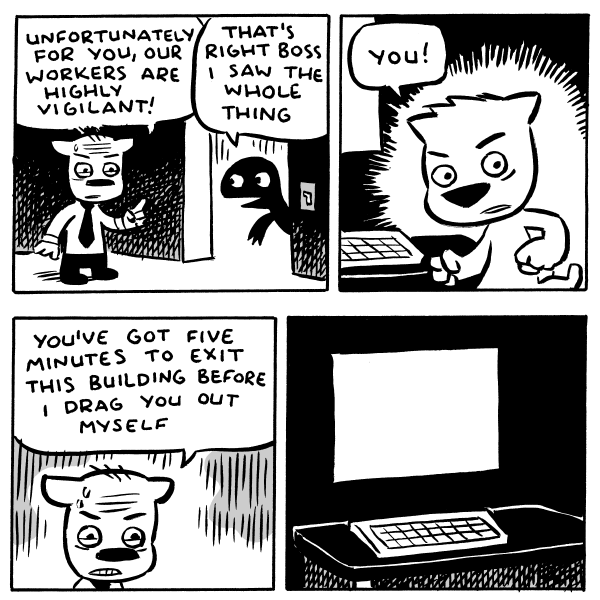 UNFORTUNATELY
FOR YOU, OUR
WORKERS ARE
HIGHLY
VIGILANT!
THAT'S
RIGHT BOSS
I SAW THE
WHOLE
THING
YOU!
YOU'VE GOT FIVE
MINUTES TO EXIT
THIS BUILDING BEFORE
I DRAG YOU OUT
MYSELF